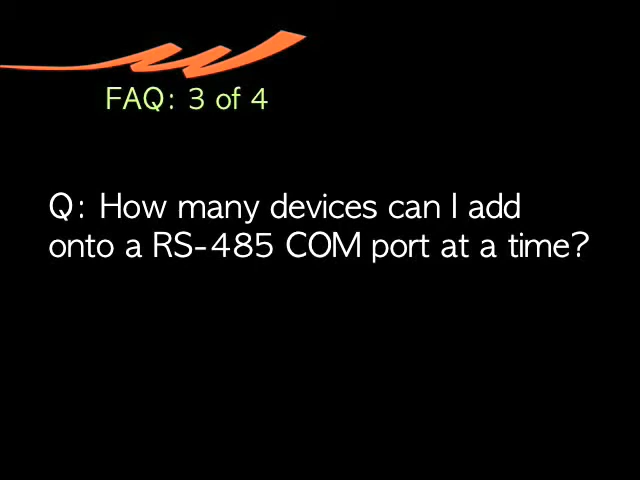 FAQ: 3 of 4
Q: How many devices can I add
onto a RS-485 COM port at a time?